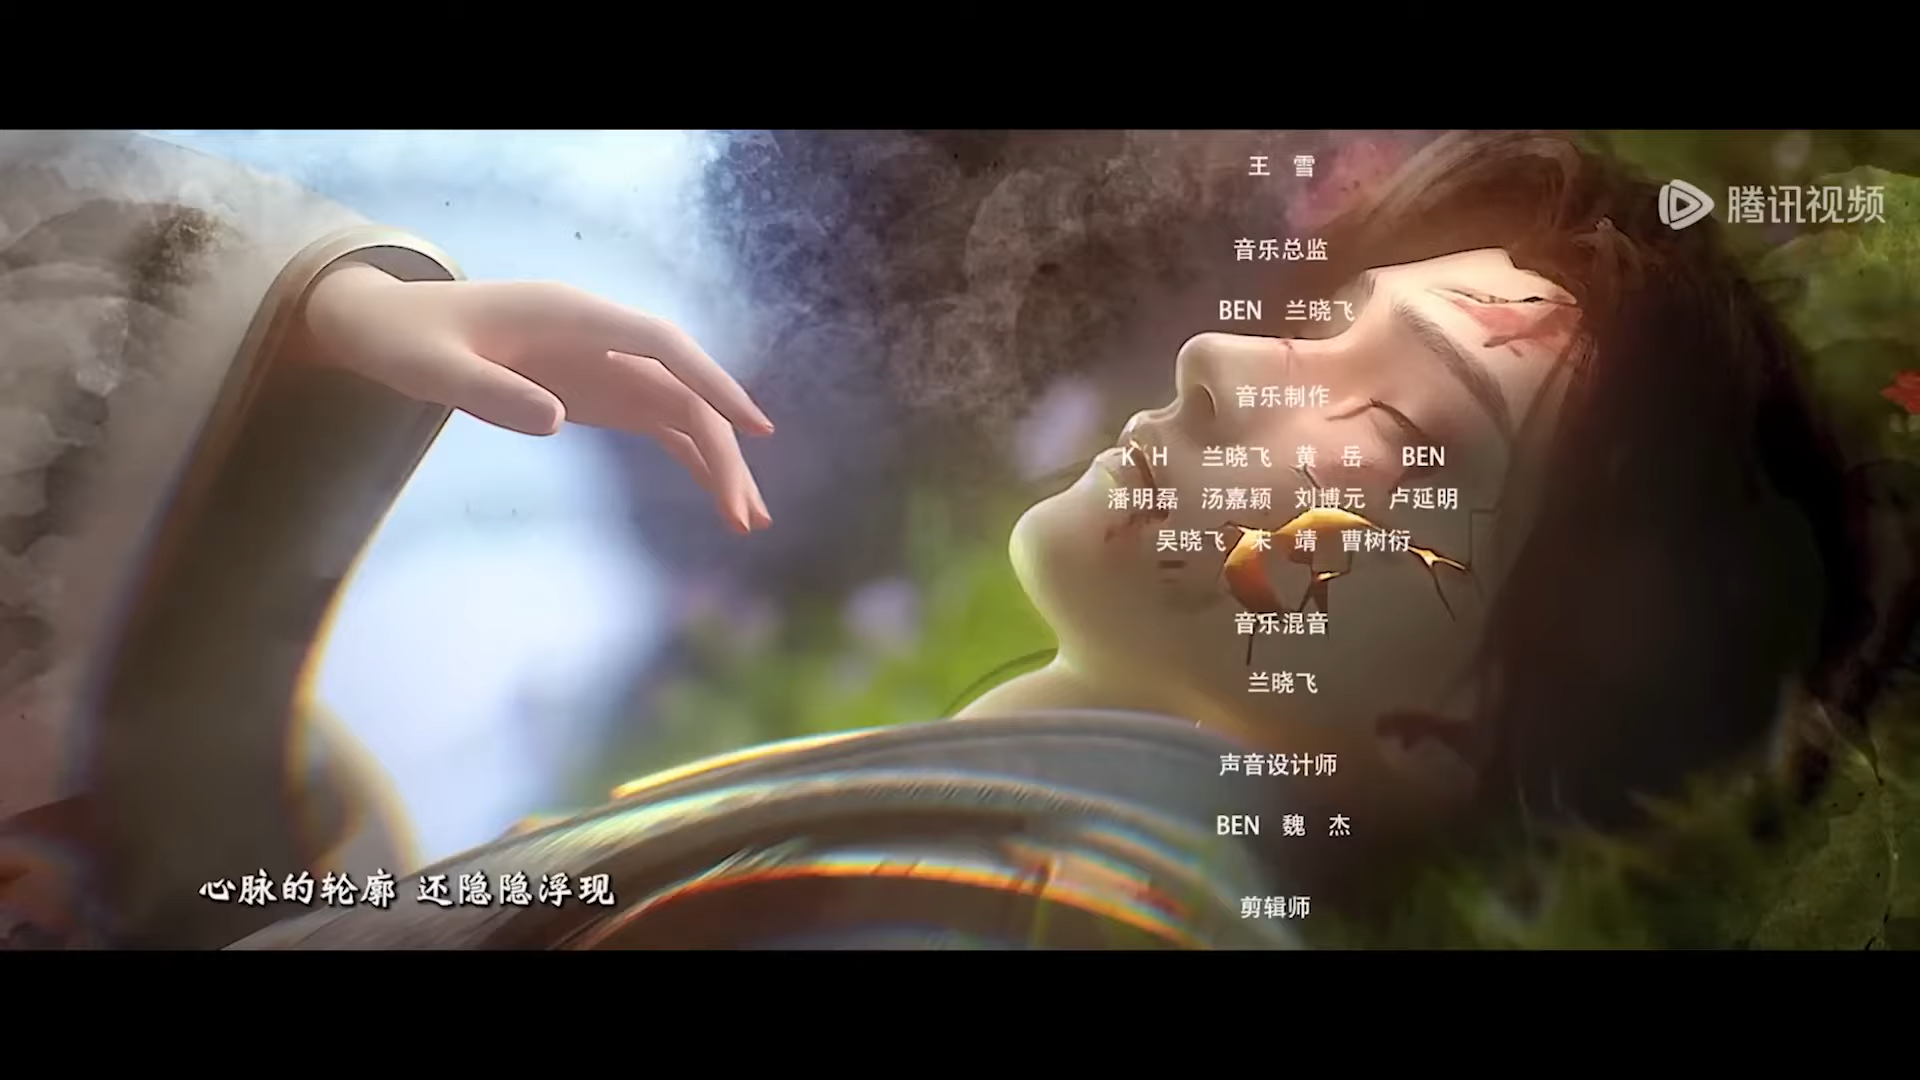 王 雪
腾讯视频
音乐总监
BEN 兰晓飞
音乐制作
K H 兰晓飞 黄 岳 BEN
潘明磊 汤嘉颖 刘博元 卢延明
吴晓飞 宋 靖 曹树衍
音乐混音
兰晓飞
声音设计师
BEN 魏 杰
心脉的轮廓 还隐隐浮现
剪辑师